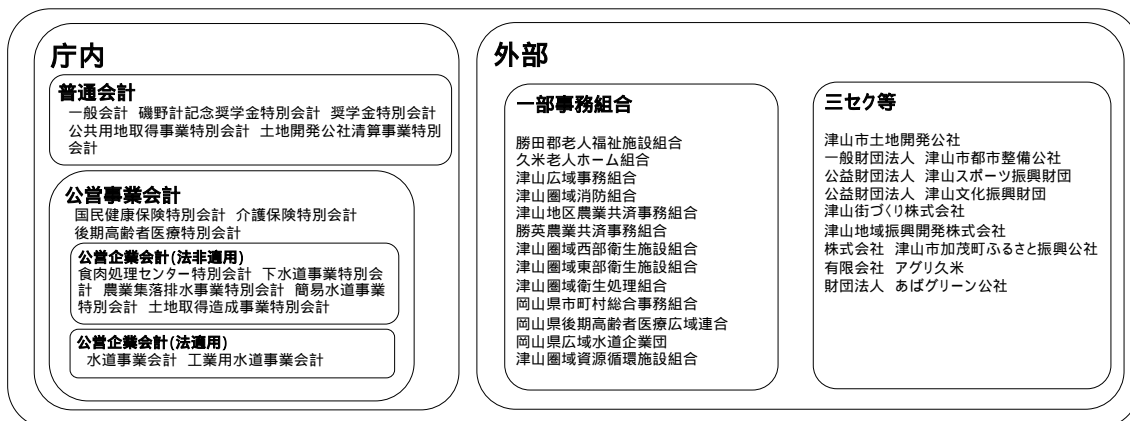 庁内
普通会計
一般会計 磯野計記念奨学金特別会計 奨学金特別会計
公共用地取得事業特別会計 土地開発公社清算事業特別
会計
公営事業会計
国民健康保険特別会計 介護保険特別会計
後期高齢者医療特別会計
公営企業会計(法非適用)
食肉処理センター特別会計 下水道事業特別会
計 農業集落排水事業特別会計 簡易水道事業
特別会計 土地取得造成事業特別会計
公営企業会計(法適用)
水道事業会計 工業用水道事業会計
外部
一部事務組合
勝田郡老人福祉施設組合
久米老人ホーム組合
津山広域事務組合
津山圏域消防組合
津山地区農業共済事務組合
勝英農業共済事務組合
津山圏域西部衛生施設組合
津山圏域東部衛生施設組合
津山圏域衛生処理組合
岡山県市町村総合事務組合
岡山県後期高齢者医療広域連合
岡山県広域水道企業団
津山圏域資源循環施設組合
三セク等
津山市土地開発公社
一般財団法人 津山市都市整備公社
公益財団法人 津山スポーツ振興財団
公益財団法人 津山文化振興財団
津山街づくり株式会社
津山地域振興開発株式会社
株式会社 津山市加茂町ふるさと振興公社
有限会社 アグリ久米
財団法人 あばグリーン公社